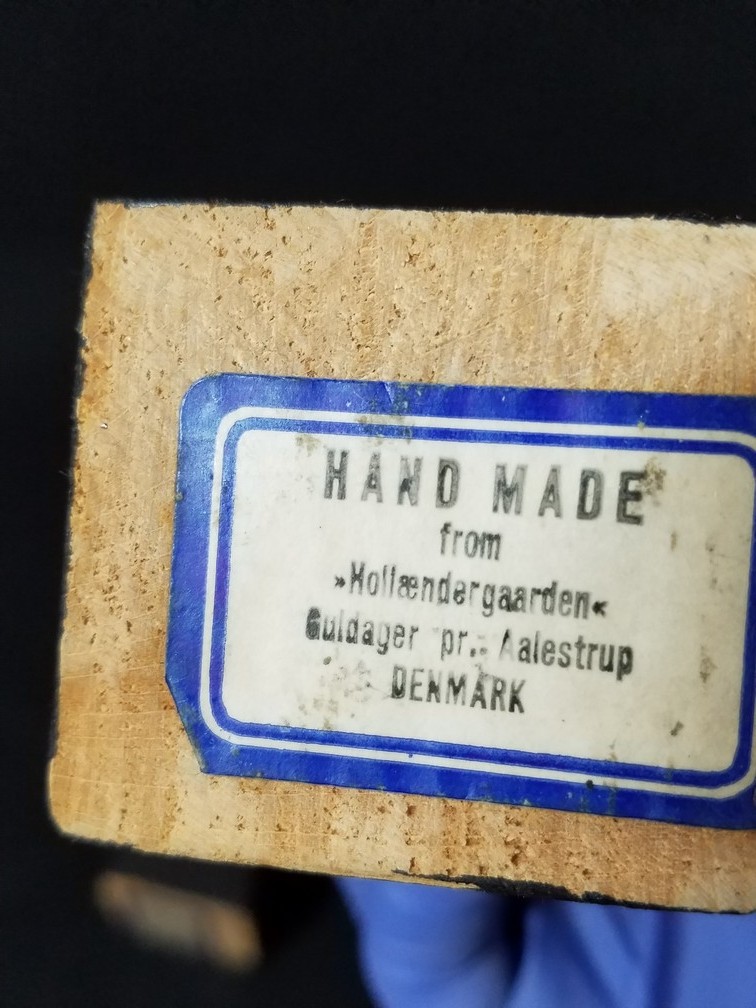 HAND MADE
from
»Hollændergaarden«
Guldager pr. Aalestrup
DENMARK